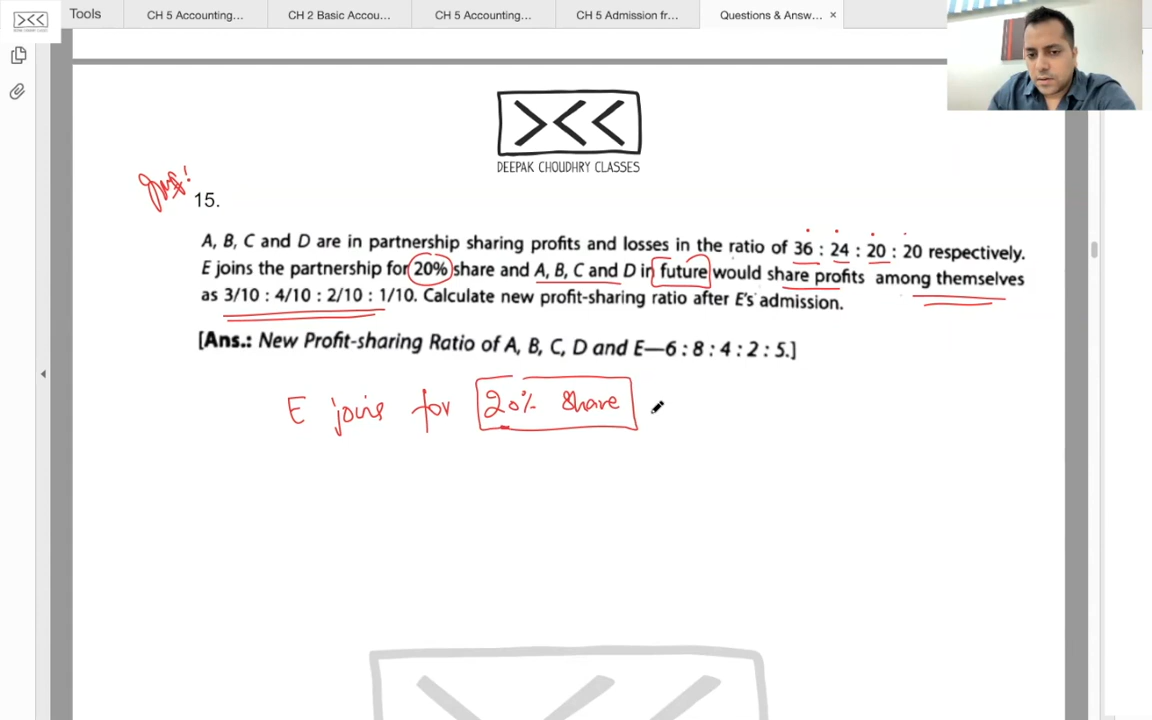 Tools
CH 5 Accounting...
CH 2 Basic Accou...
CH 5 Accounting...
CH 5 Admission fr...
Questions & Answ... ×
DEEPAK CHOUDHRY CLASSES
DEEPAK CHOUDHRY CLASSES
15.
A, B, C and D are in partnership sharing profits and losses in the ratio of 36 : 24 : 20 : 20 respectively.
E joins the partnership for 20% share and A, B, C and D in future would share profits among themselves
as 3/10 : 4/10 : 2/10 : 1/10. Calculate new profit-sharing ratio after E's admission.
[Ans.: New Profit-sharing Ratio of A, B, C, D and E—6 : 8 : 4 : 2 : 5.]
E joins for 20% share